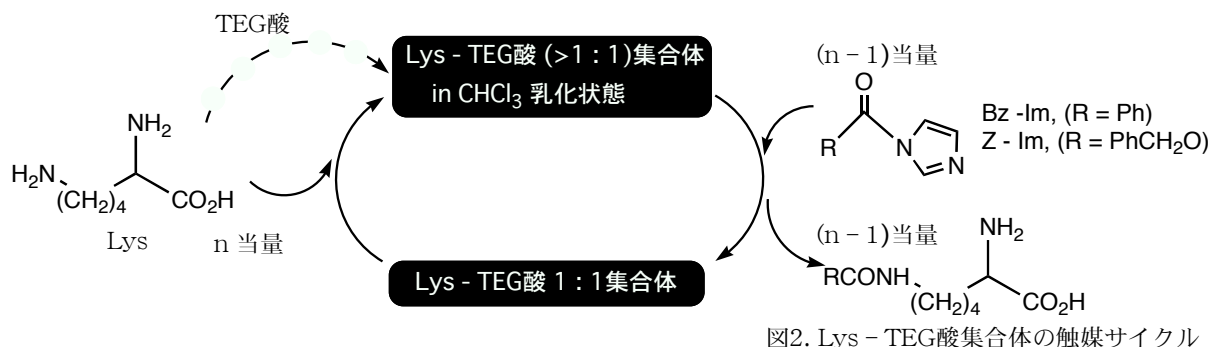 TEG酸
Lys - TEG酸 (>1 : 1)集合体
in CHCl3 乳化状態
(n - 1)当量
O
R
N
N
Bz -Im, (R = Ph)
Z - Im, (R = PhCH2O)
NH2
H2N
(CH2)4
CO2H
Lys
n 当量
Lys - TEG酸 1 : 1集合体
(n - 1)当量
NH2
RCONH
(CH2)4
CO2H
図2. Lys - TEG酸集合体の触媒サイクル